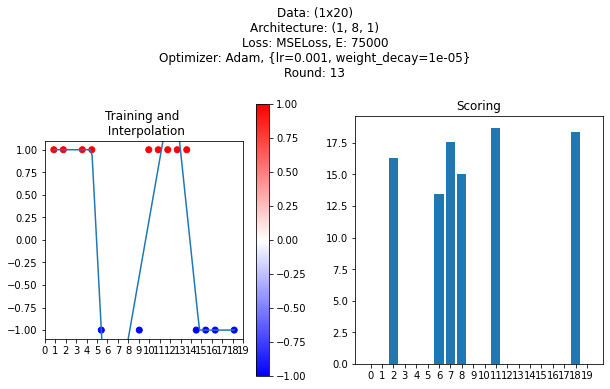 Data: (1x20)
Architecture: (1, 8, 1)
Loss: MSELoss, E: 75000
Optimizer: Adam, {lr=0.001, weight_decay=1e-05}
Round: 13
Training and
Interpolation
1.00
0.75
0.50
0.25
0.00
−0.25
−0.50
−0.75
−1.00
0 1 2 3 4 5 6 7 8 9 10 11 12 13 14 15 16 17 18 19
1.00
0.75
0.50
0.25
0.00
−0.25
−0.50
−0.75
−1.00
Scoring
17.5
15.0
12.5
10.0
7.5
5.0
2.5
0.0
0 1 2 3 4 5 6 7 8 9 10 11 12 13 14 15 16 17 18 19